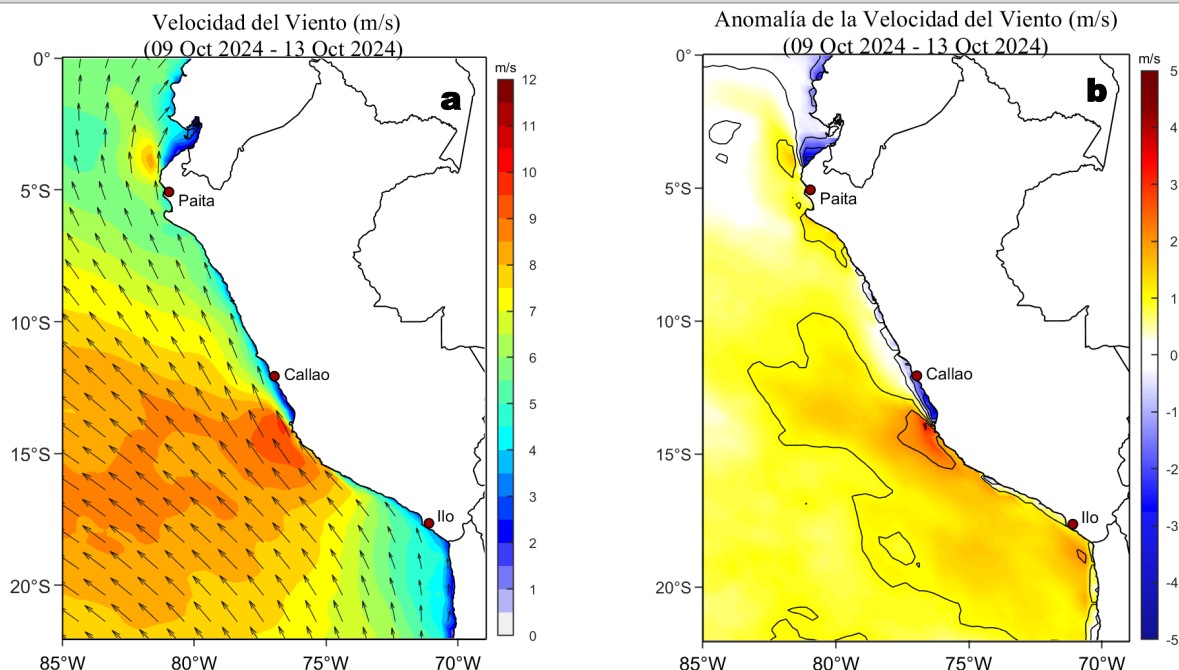 Velocidad del Viento (m/s)
(09 Oct 2024 - 13 Oct 2024)
a
m/s
12
11
10
9
8
7
6
5
4
3
2
1
0
0°
5°S
10°S
15°S
20°S
85°W
80°W
75°W
70°W
Paita
Callao
Ilo
Anomalía de la Velocidad del Viento (m/s)
(09 Oct 2024 - 13 Oct 2024)
b
m/s
5
4
3
2
1
0
-1
-2
-3
-4
-5
0°
5°S
10°S
15°S
20°S
85°W
80°W
75°W
70°W
Paita
Callao
Ilo